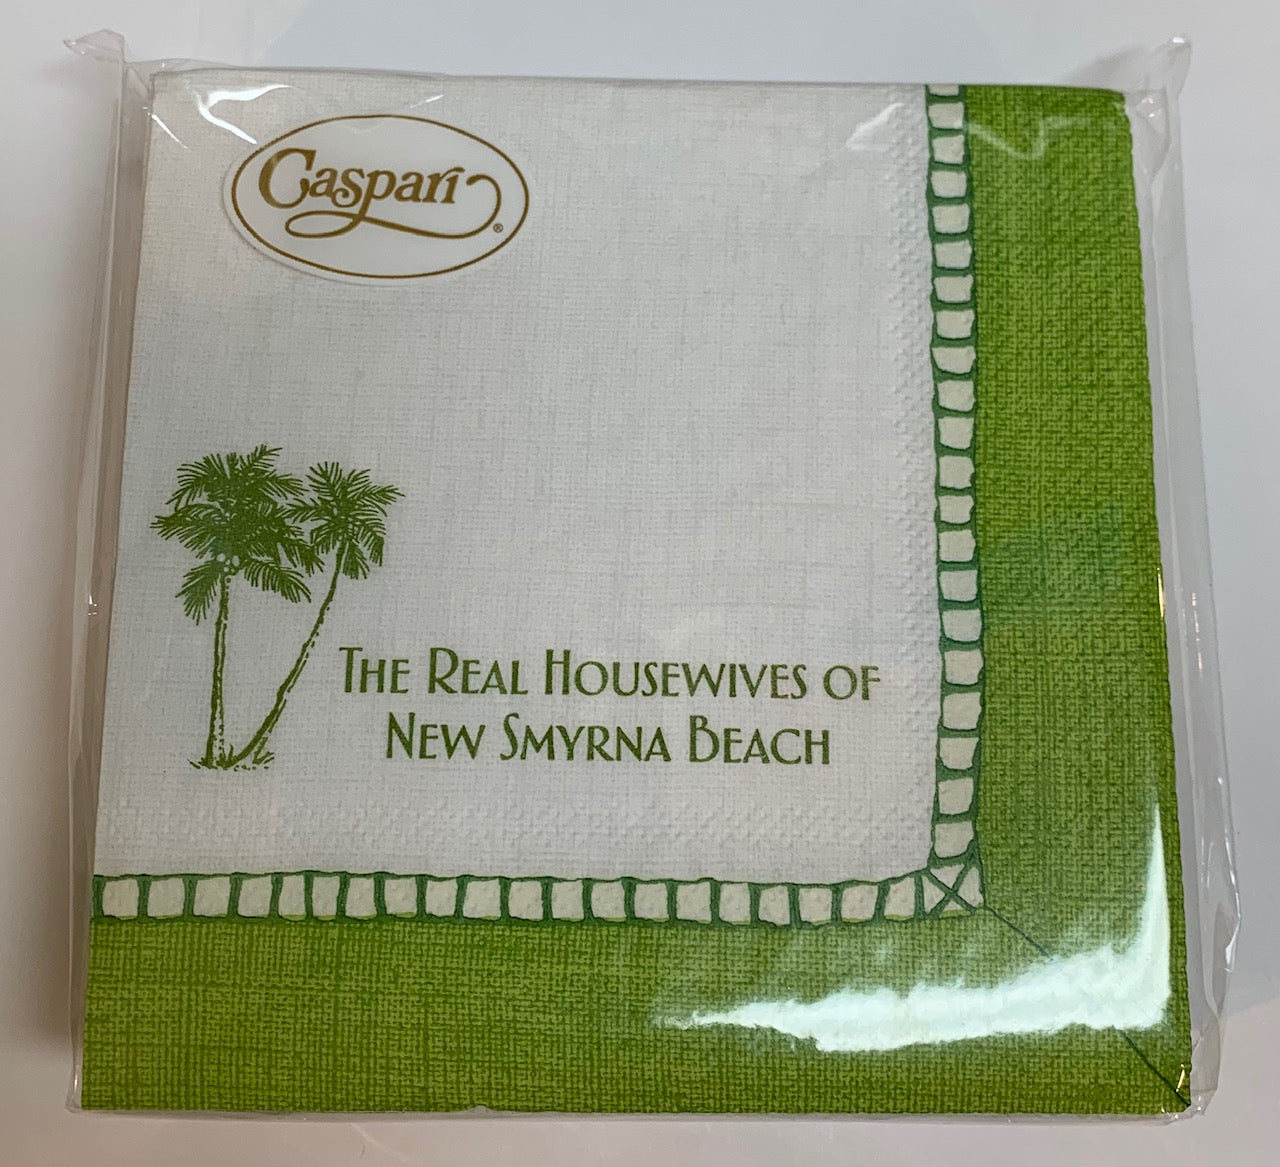 Caspari®
The Real Housewives of
New Smyrna Beach